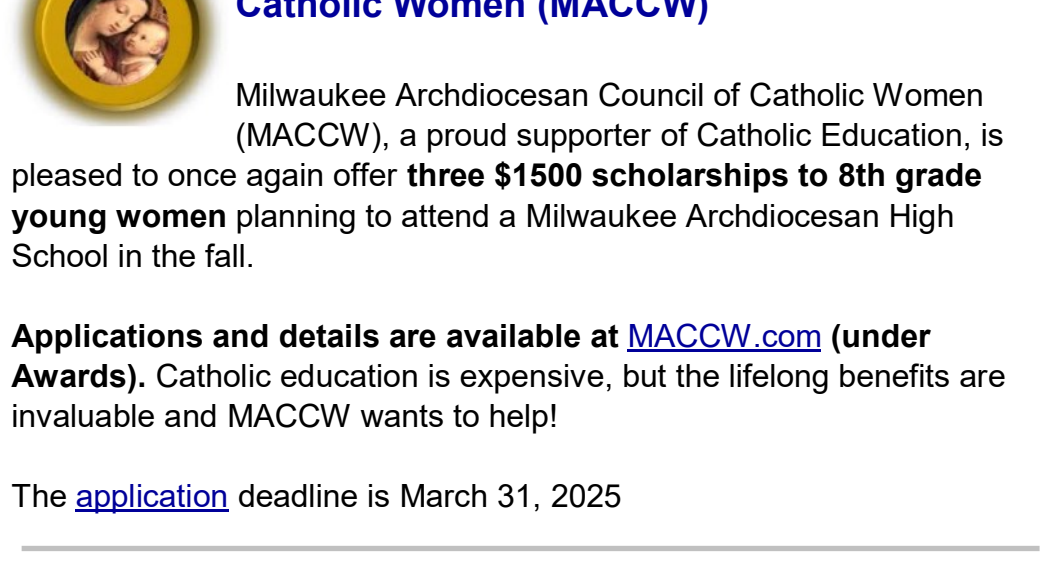 Catholic Women (MACCW)
Milwaukee Archdiocesan Council of Catholic Women
(MACCW), a proud supporter of Catholic Education, is
pleased to once again offer three $1500 scholarships to 8th grade
young women planning to attend a Milwaukee Archdiocesan High
School in the fall.
Applications and details are available at MACCW.com (under
Awards). Catholic education is expensive, but the lifelong benefits are
invaluable and MACCW wants to help!
The application deadline is March 31, 2025